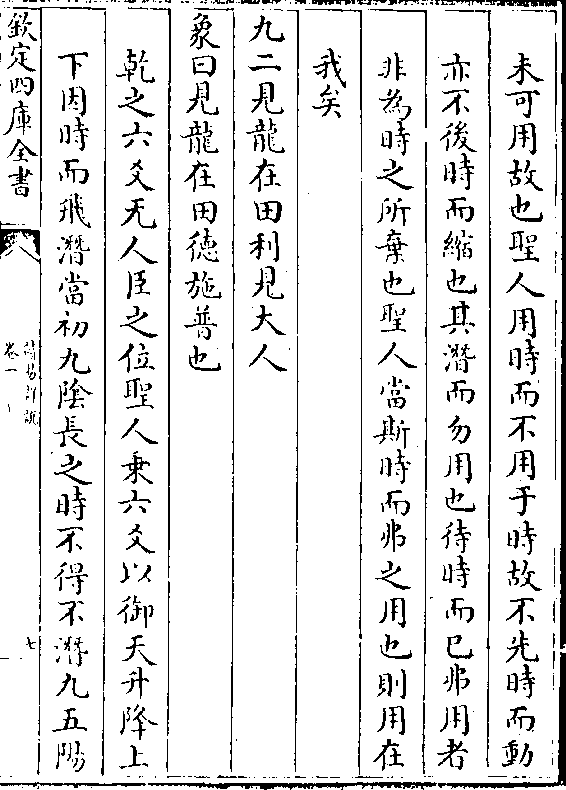 未可用故也聖人用時而不用于時故不先時而動
亦不後時而縮也其潛而勿用也待時而已弗用者
非為時之所棄也聖人當斯時而弗之用也則用在
我矣
九二見龍在田利見大人
象曰見龍在田德施普也
乾之六爻无人臣之位聖人乗六爻以御天升降上
下因時而飛潛當初九陰長之時不得不潛九五陽
欽定四庫全書
讀易詳說
卷一
七